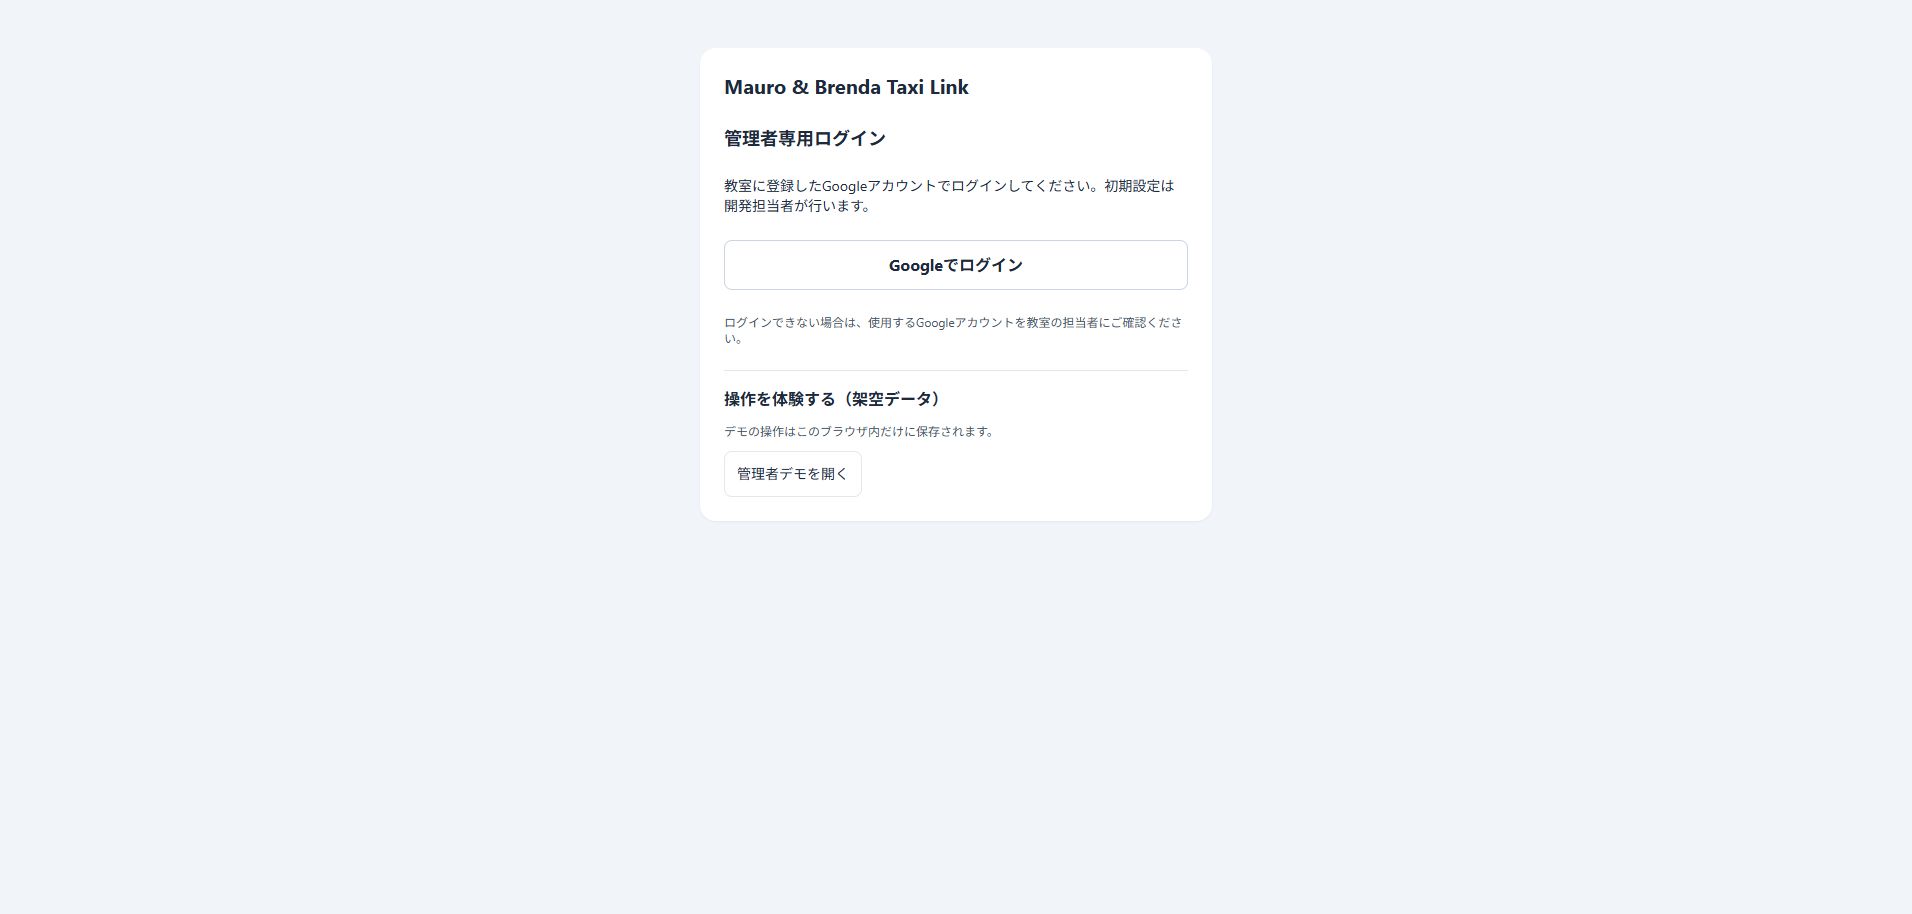 Mauro & Brenda Taxi Link
管理者専用ログイン
教室に登録したGoogleアカウントでログインしてください。初期設定は
開発担当者が行います。
Googleでログイン
ログインできない場合は、使用するGoogleアカウントを教室の担当者にご確認くださ
い。
操作を体験する（架空データ）
デモの操作はこのブラウザ内だけに保存されます。
管理者デモを開く